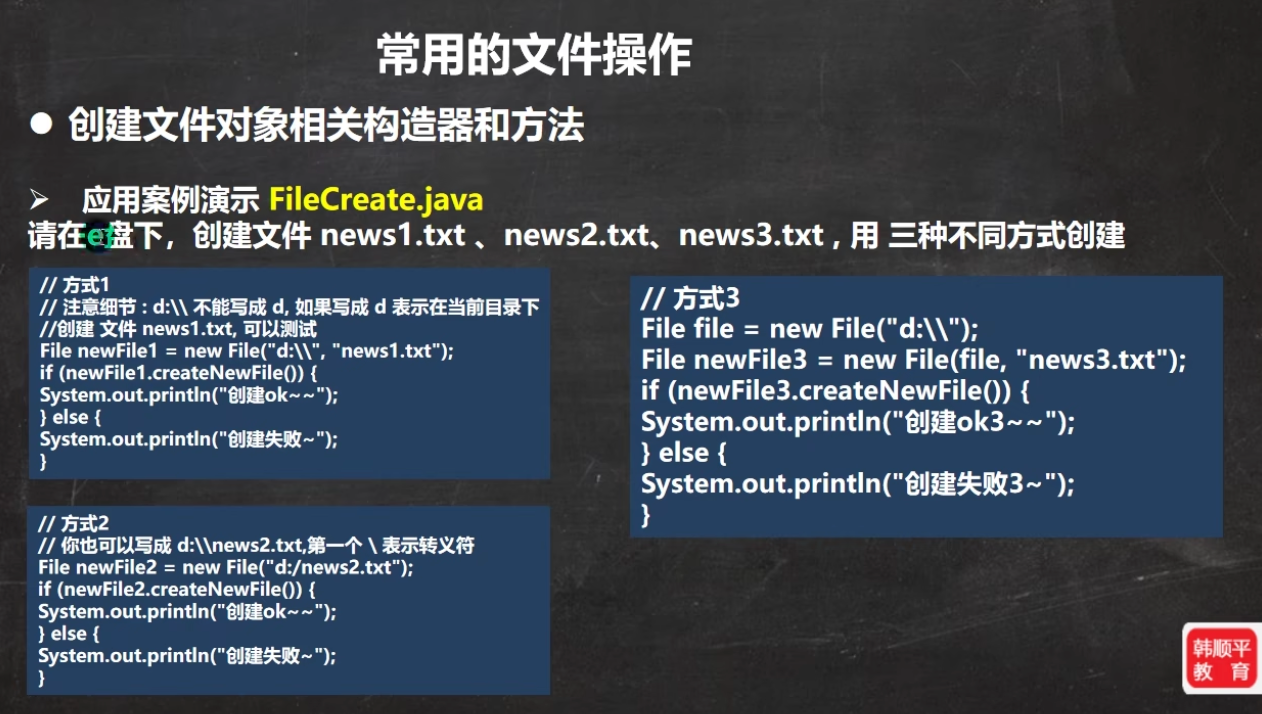 常用的文件操作
● 创建文件对象相关构造器和方法
➢ 应用案例演示 FileCreate.java
请在e盘下，创建文件 news1.txt 、news2.txt、news3.txt , 用 三种不同方式创建
// 方式1
// 注意细节 : d:\\ 不能写成 d, 如果写成 d 表示在当前目录下
//创建 文件 news1.txt, 可以测试
File newFile1 = new File("d:\\", "news1.txt");
if (newFile1.createNewFile()) {
System.out.println("创建ok~~");
} else {
System.out.println("创建失败~");
}
// 方式2
// 你也可以写成 d:\\news2.txt,第一个 \ 表示转义符
File newFile2 = new File("d:/news2.txt");
if (newFile2.createNewFile()) {
System.out.println("创建ok~~");
} else {
System.out.println("创建失败~");
}
// 方式3
File file = new File("d:\\");
File newFile3 = new File(file, "news3.txt");
if (newFile3.createNewFile()) {
System.out.println("创建ok3~~");
} else {
System.out.println("创建失败3~");
}
韩顺平
教 育